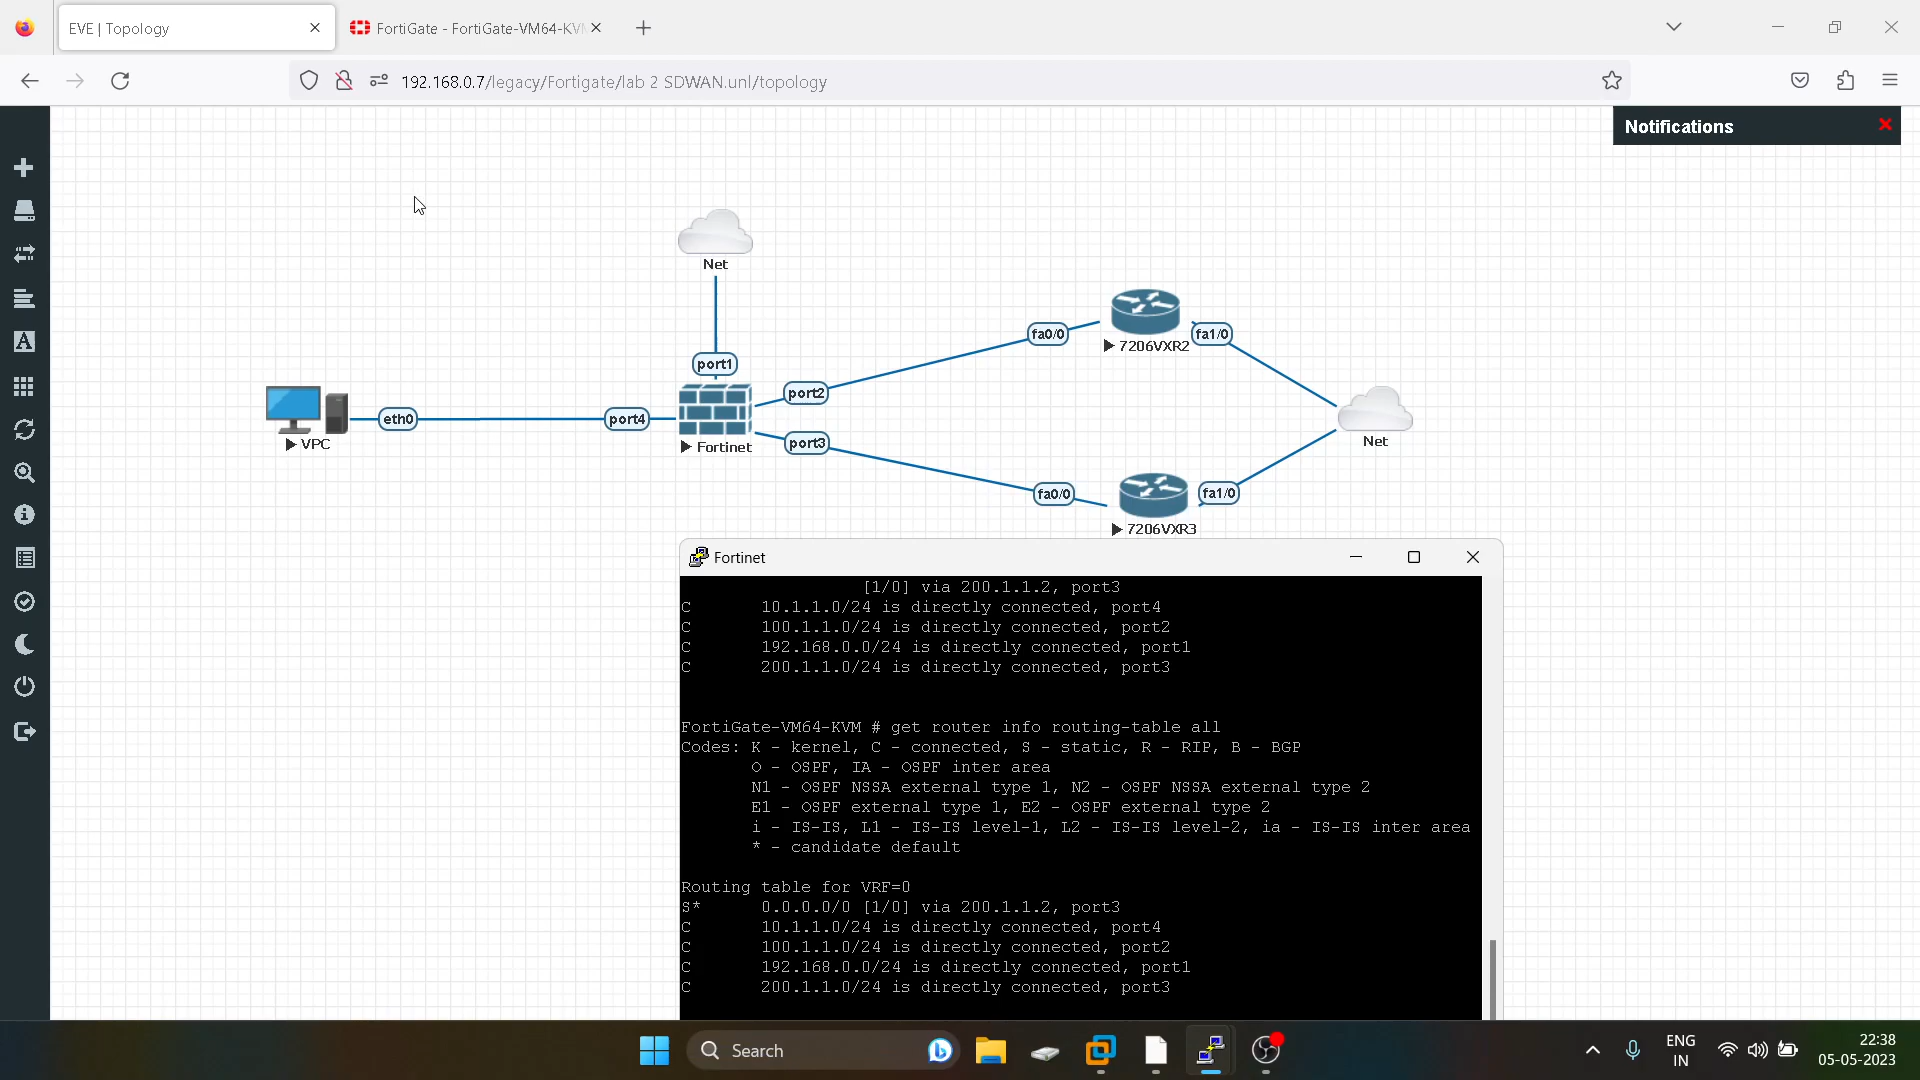 EVE | Topology
FortiGate - FortiGate-VM64-KVM
192.168.0.7/legacy/Fortigate/lab 2 SDWAN.unl/topology
Notifications
Net
port1
fa0/0
fa1/0
7206VXR2
port2
eth0
port4
VPC
Fortinet
port3
Net
fa0/0
fa1/0
7206VXR3
Fortinet
[1/0] via 200.1.1.2, port3
C 10.1.1.0/24 is directly connected, port4
C 100.1.1.0/24 is directly connected, port2
C 192.168.0.0/24 is directly connected, port1
C 200.1.1.0/24 is directly connected, port3
FortiGate-VM64-KVM # get router info routing-table all
Codes: K - kernel, C - connected, S - static, R - RIP, B - BGP
O - OSPF, IA - OSPF inter area
N1 - OSPF NSSA external type 1, N2 - OSPF NSSA external type 2
E1 - OSPF external type 1, E2 - OSPF external type 2
i - IS-IS, L1 - IS-IS level-1, L2 - IS-IS level-2, ia - IS-IS inter area
* - candidate default
Routing table for VRF=0
S* 0.0.0.0/0 [1/0] via 200.1.1.2, port3
C 10.1.1.0/24 is directly connected, port4
C 100.1.1.0/24 is directly connected, port2
C 192.168.0.0/24 is directly connected, port1
C 200.1.1.0/24 is directly connected, port3
Search
ENG
IN
22:38
05-05-2023